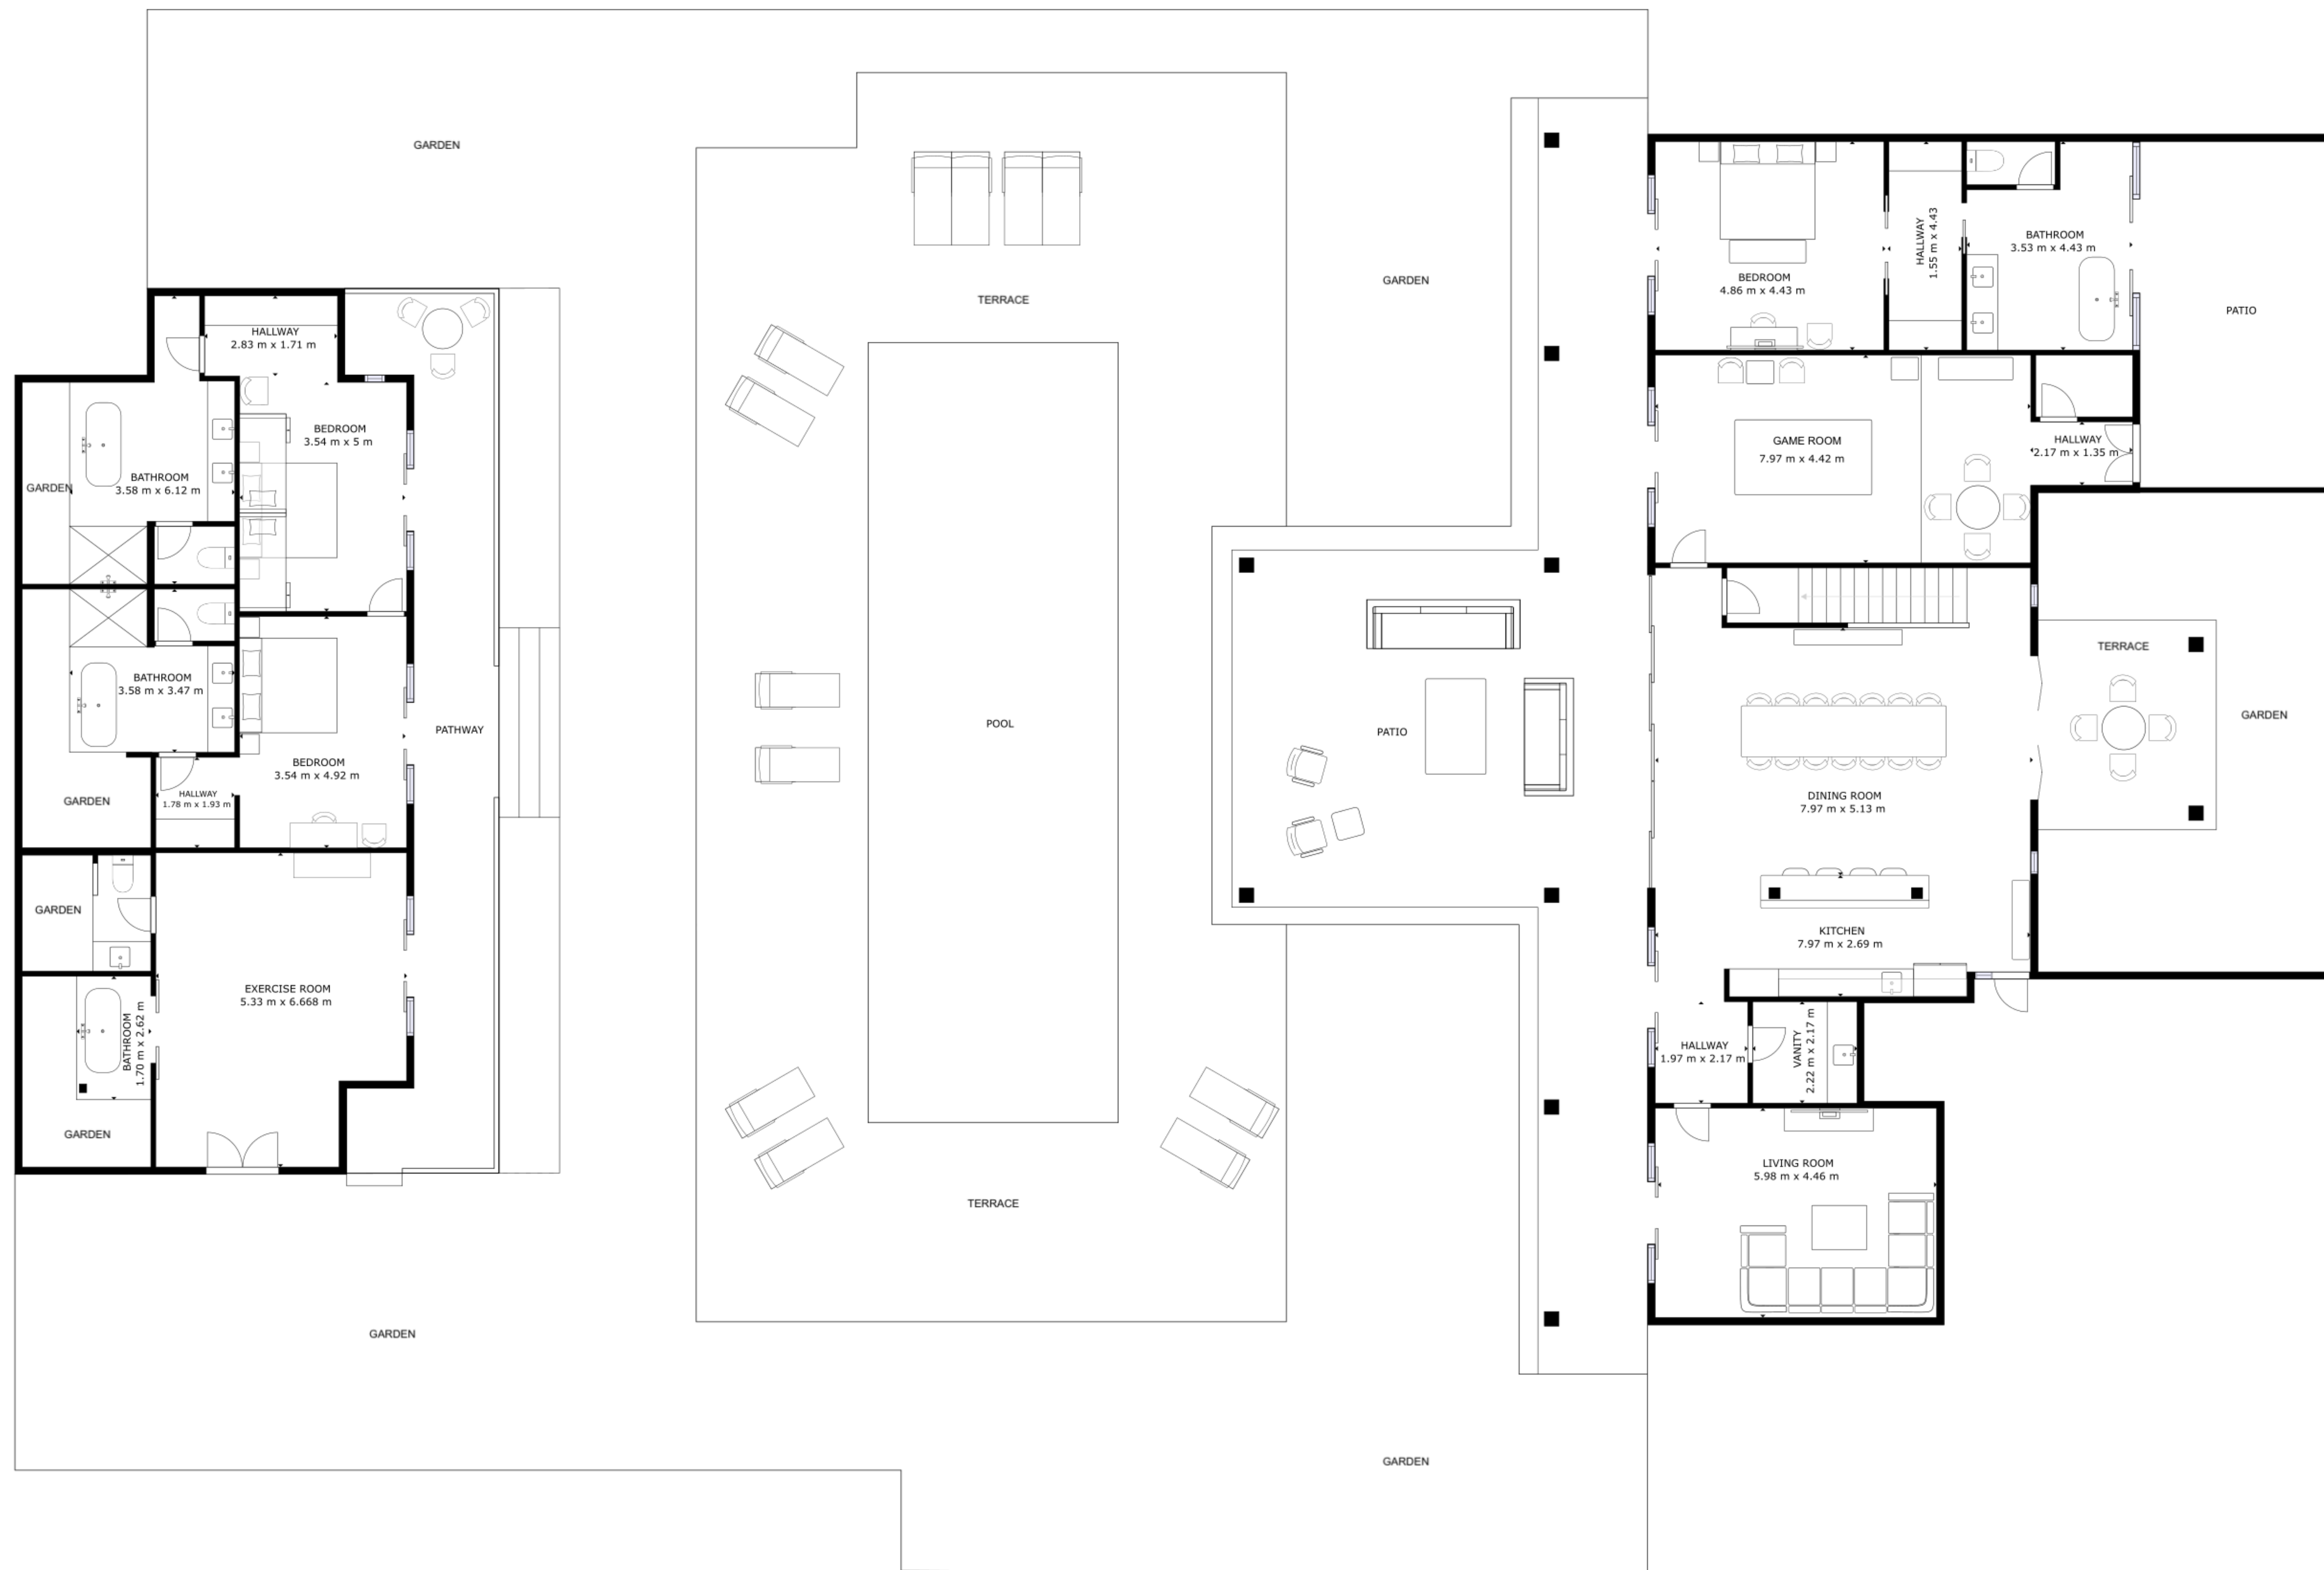 GARDEN
TERRACE
GARDEN
HALLWAY
2.83 m x 1.71 m
BEDROOM
3.54 m x 5 m
BATHROOM
3.58 m x 6.12 m
GARDEN
BATHROOM
3.58 m x 3.47 m
BEDROOM
3.54 m x 4.92 m
HALLWAY
1.78 m x 1.93 m
GARDEN
PATHWAY
GARDEN
EXERCISE ROOM
5.33 m x 6.668 m
BATHROOM
1.70 m x 2.62 m
GARDEN
GARDEN
POOL
TERRACE
PATIO
GARDEN
BEDROOM
4.86 m x 4.43 m
HALLWAY
1.55 m x 4.43
BATHROOM
3.53 m x 4.43 m
PATIO
GAME ROOM
7.97 m x 4.42 m
HALLWAY
2.17 m x 1.35 m
TERRACE
GARDEN
DINING ROOM
7.97 m x 5.13 m
KITCHEN
7.97 m x 2.69 m
HALLWAY
1.97 m x 2.17 m
VANITY
2.22 m x 2.17 m
LIVING ROOM
5.98 m x 4.46 m